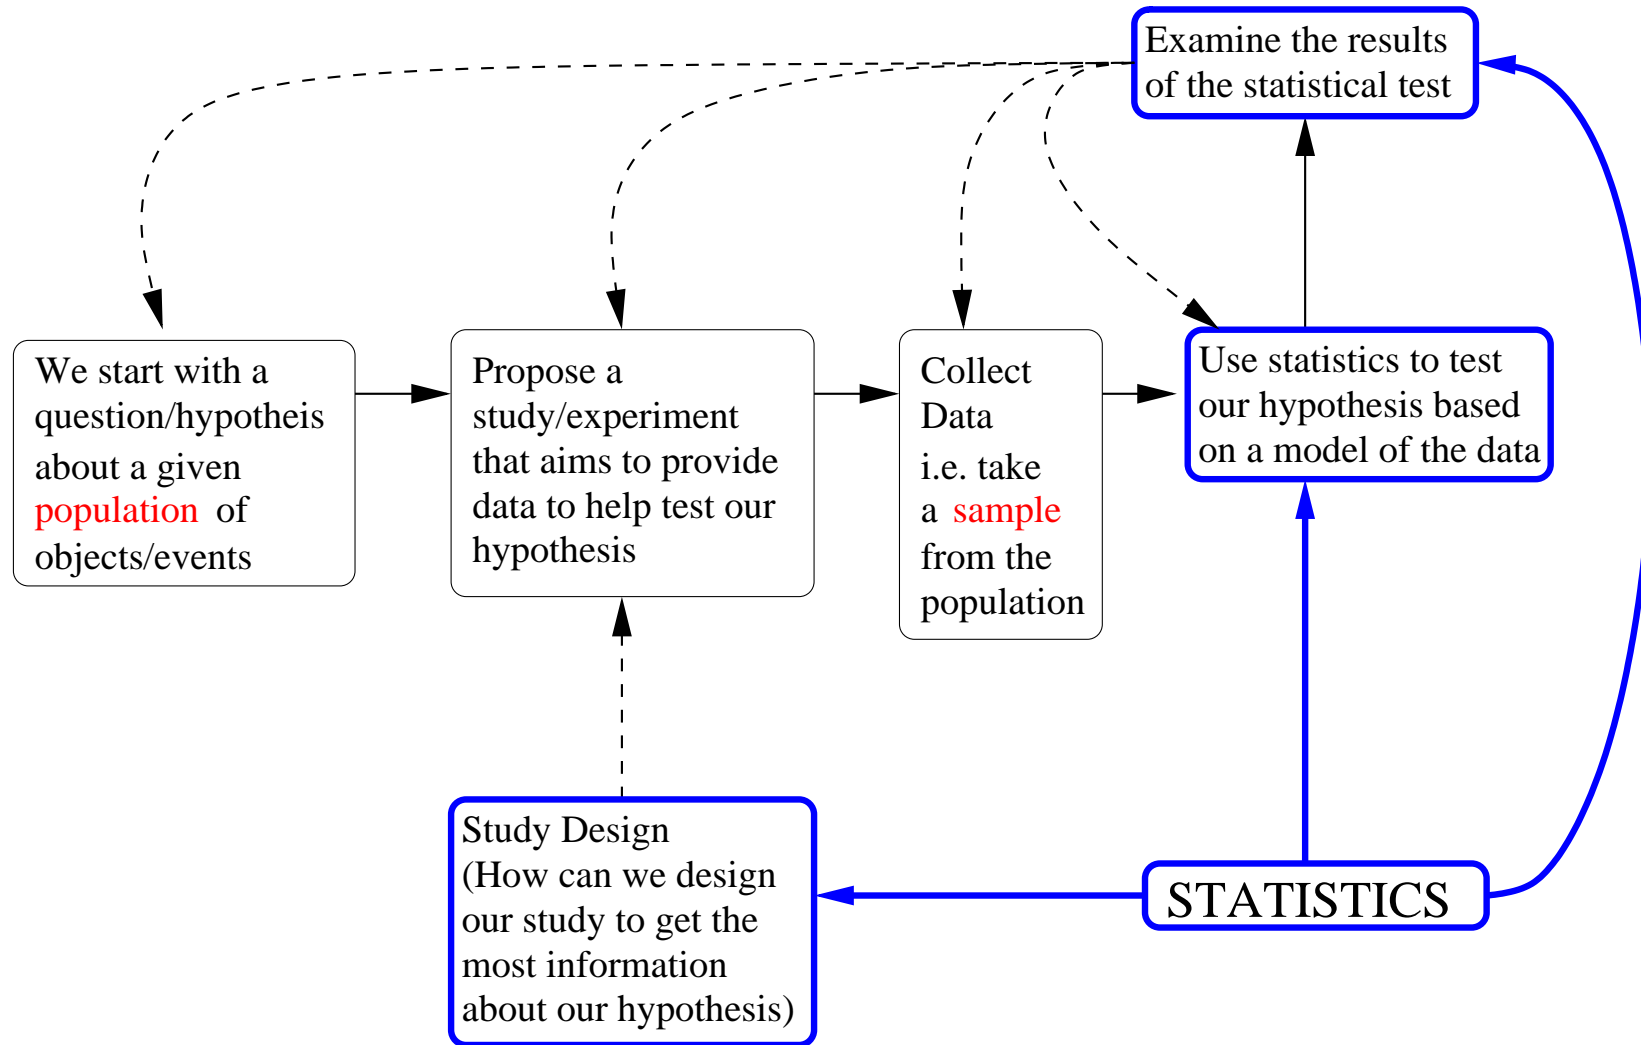 Examine the results
of the statistical test
We start with a
question/hypotheis
about a given
population of
objects/events
Propose a
study/experiment
that aims to provide
data to help test our
hypothesis
Collect
Data
i.e. take
a sample
from the
population
Use statistics to test
our hypothesis based
on a model of the data
Study Design
(How can we design
our study to get the
most information
about our hypothesis)
STATISTICS